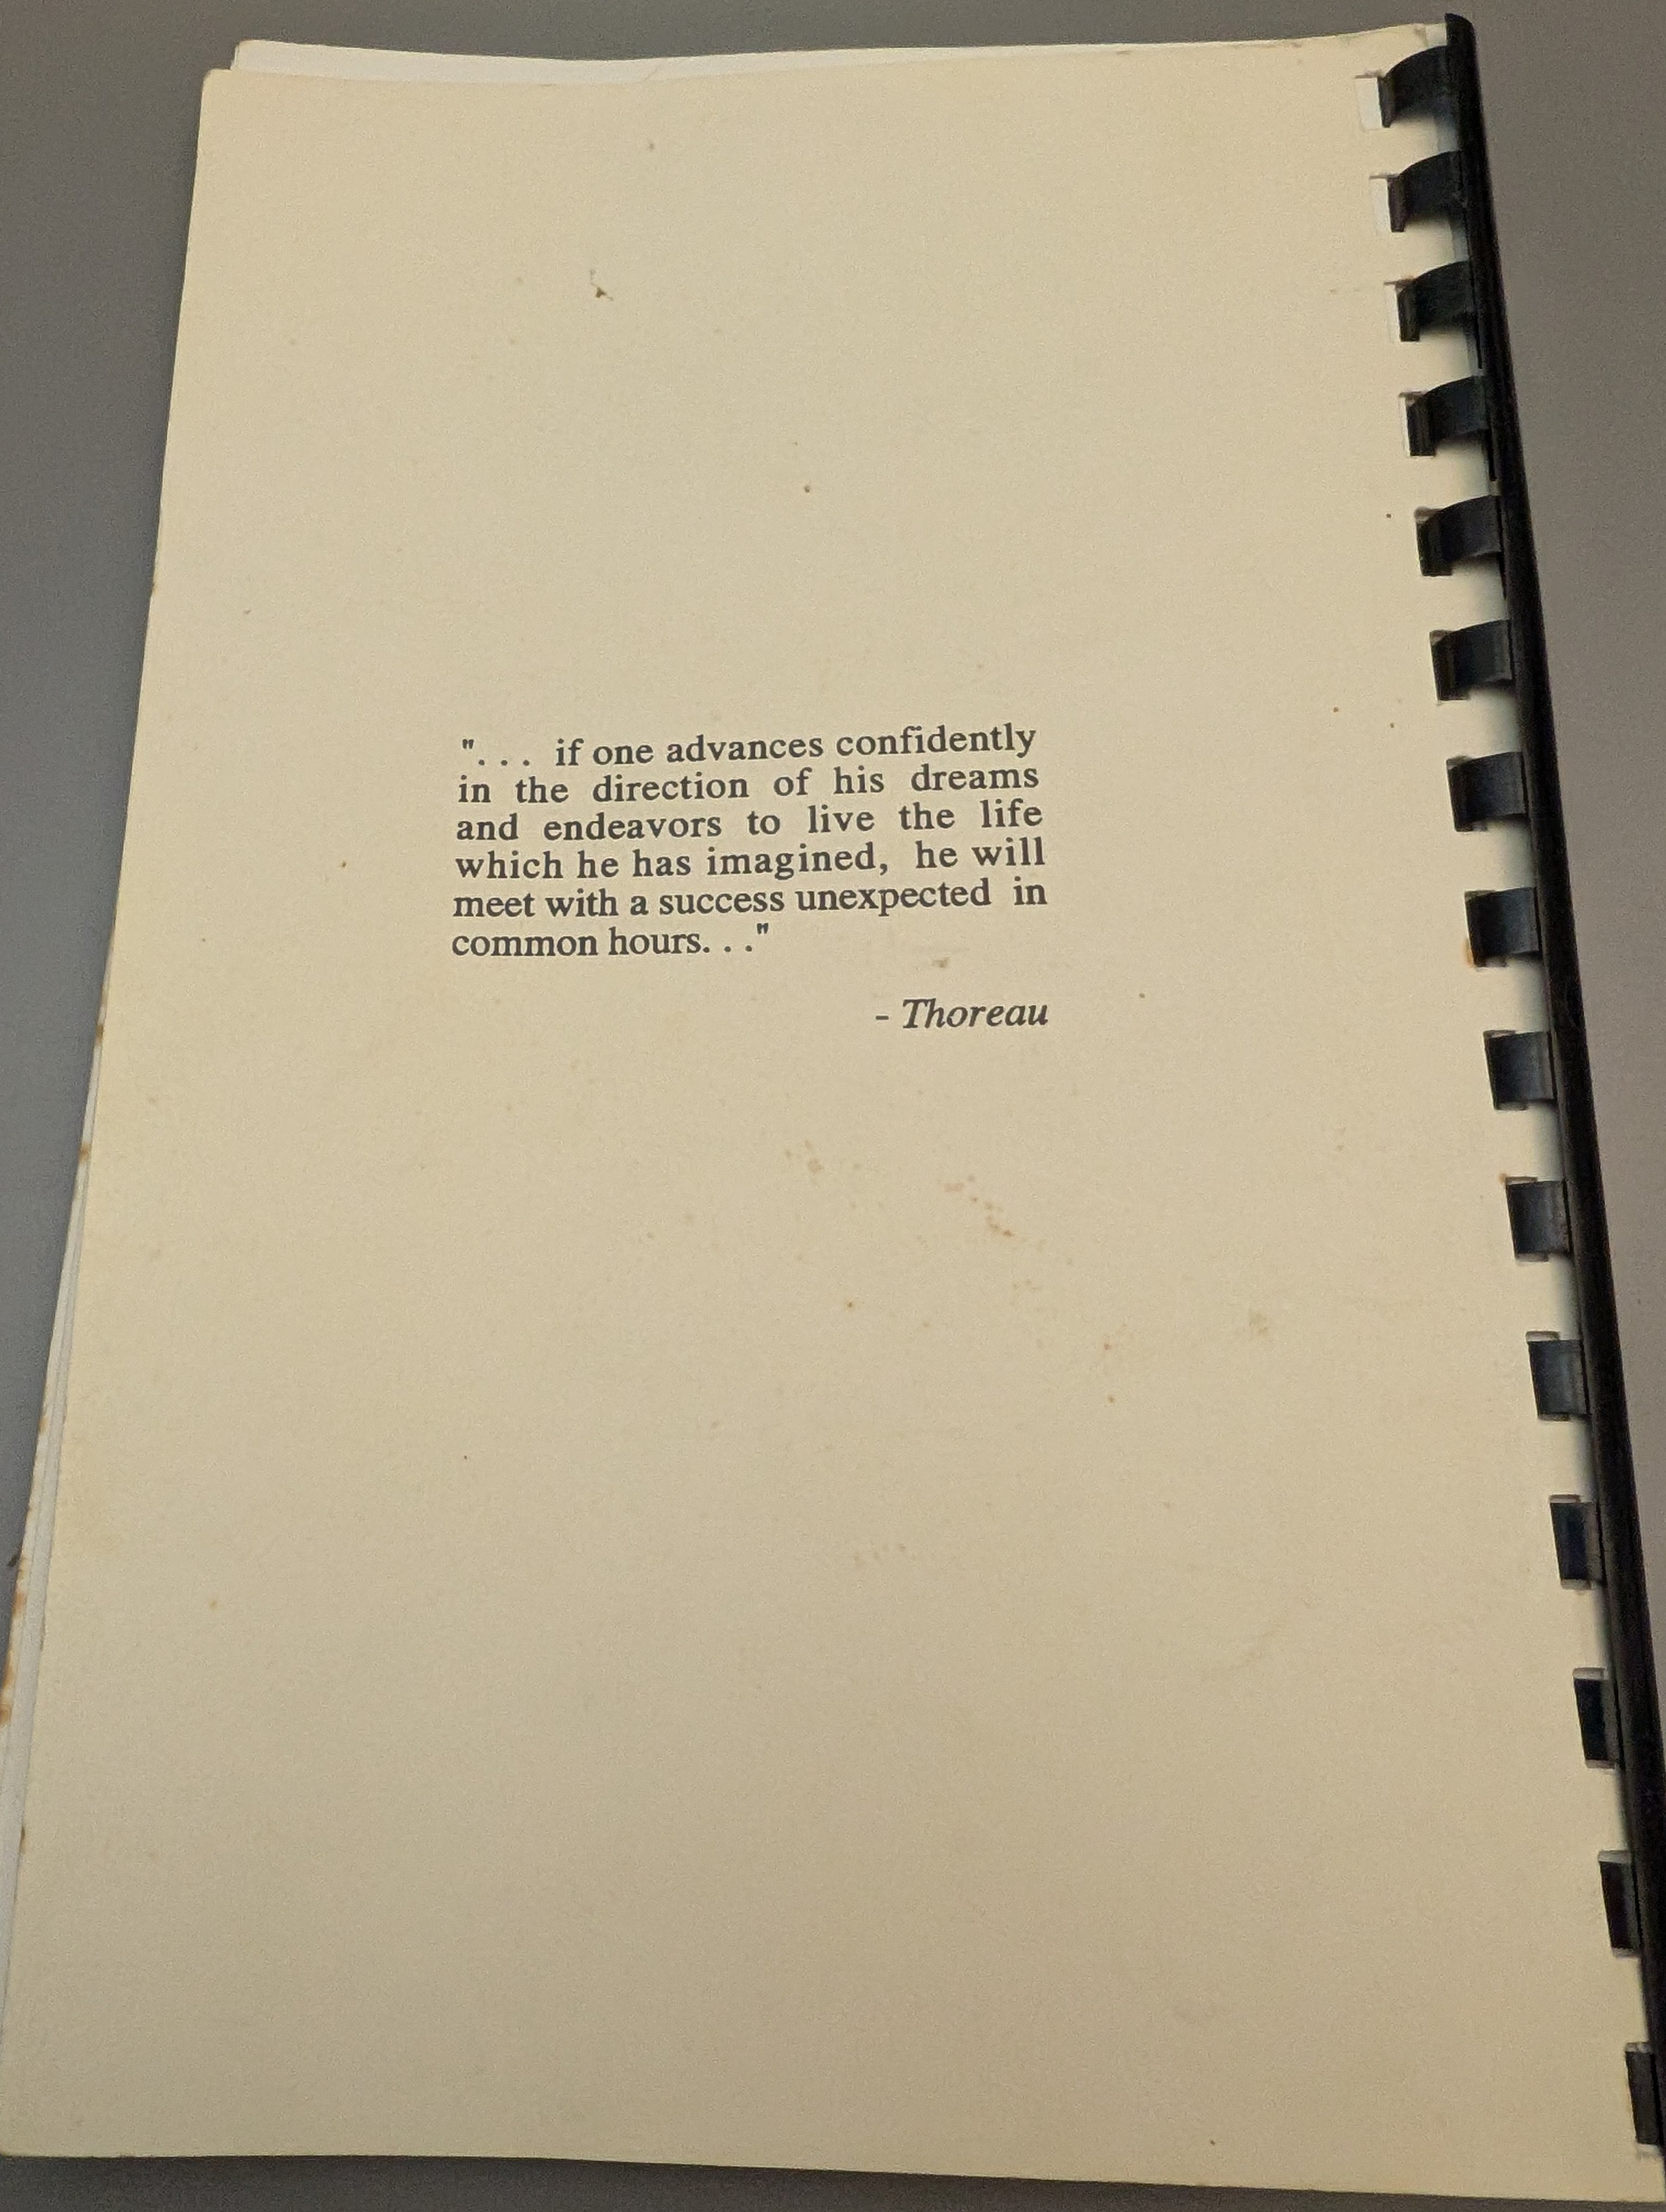 ". . . if one advances confidently
in the direction of his dreams
and endeavors to live the life
which he has imagined, he will
meet with a success unexpected in
common hours. . ."
- Thoreau